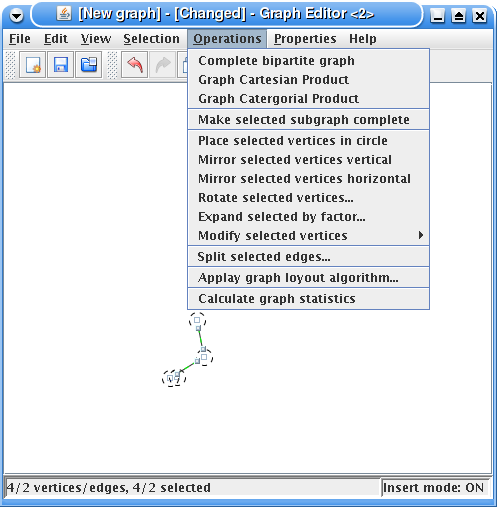 [New graph] - [Changed] - Graph Editor <2>
File Edit View Selection Operations Properties Help
Complete bipartite graph
Graph Cartesian Product
Graph Catergorial Product
Make selected subgraph complete
Place selected vertices in circle
Mirror selected vertices vertical
Mirror selected vertices horizontal
Rotate selected vertices...
Expand selected by factor...
Modify selected vertices
Split selected edges...
Applay graph loyout algorithm...
Calculate graph statistics
4/2 vertices/edges, 4/2 selected Insert mode: ON